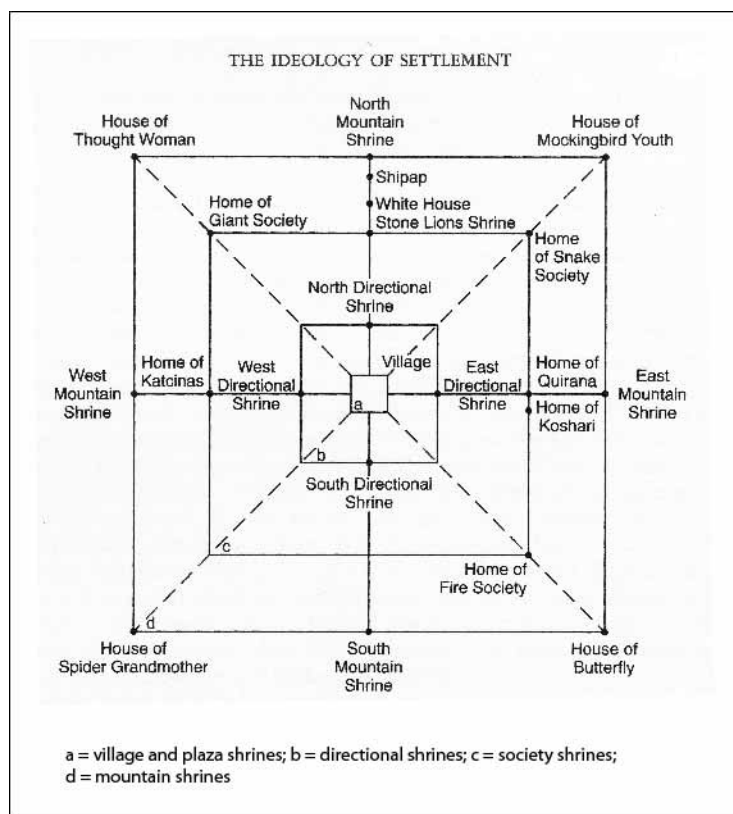 THE IDEOLOGY OF SETTLEMENT
House of
Thought Woman
North
Mountain
Shrine
House of
Mockingbird Youth
Shipap
White House
Stone Lions Shrine
Home of
Giant Society
Home
of Snake
Society
North Directional
Shrine
Village
West
Mountain
Shrine
Home of
Katcinas
West
Directional
Shrine
a
East
Directional
Shrine
Home of
Quirana
Home of
Koshari
East
Mountain
Shrine
b
South Directional
Shrine
c
Home of
Fire Society
d
House of
Spider Grandmother
South
Mountain
Shrine
House of
Butterfly
a = village and plaza shrines; b = directional shrines; c = society shrines;
d = mountain shrines